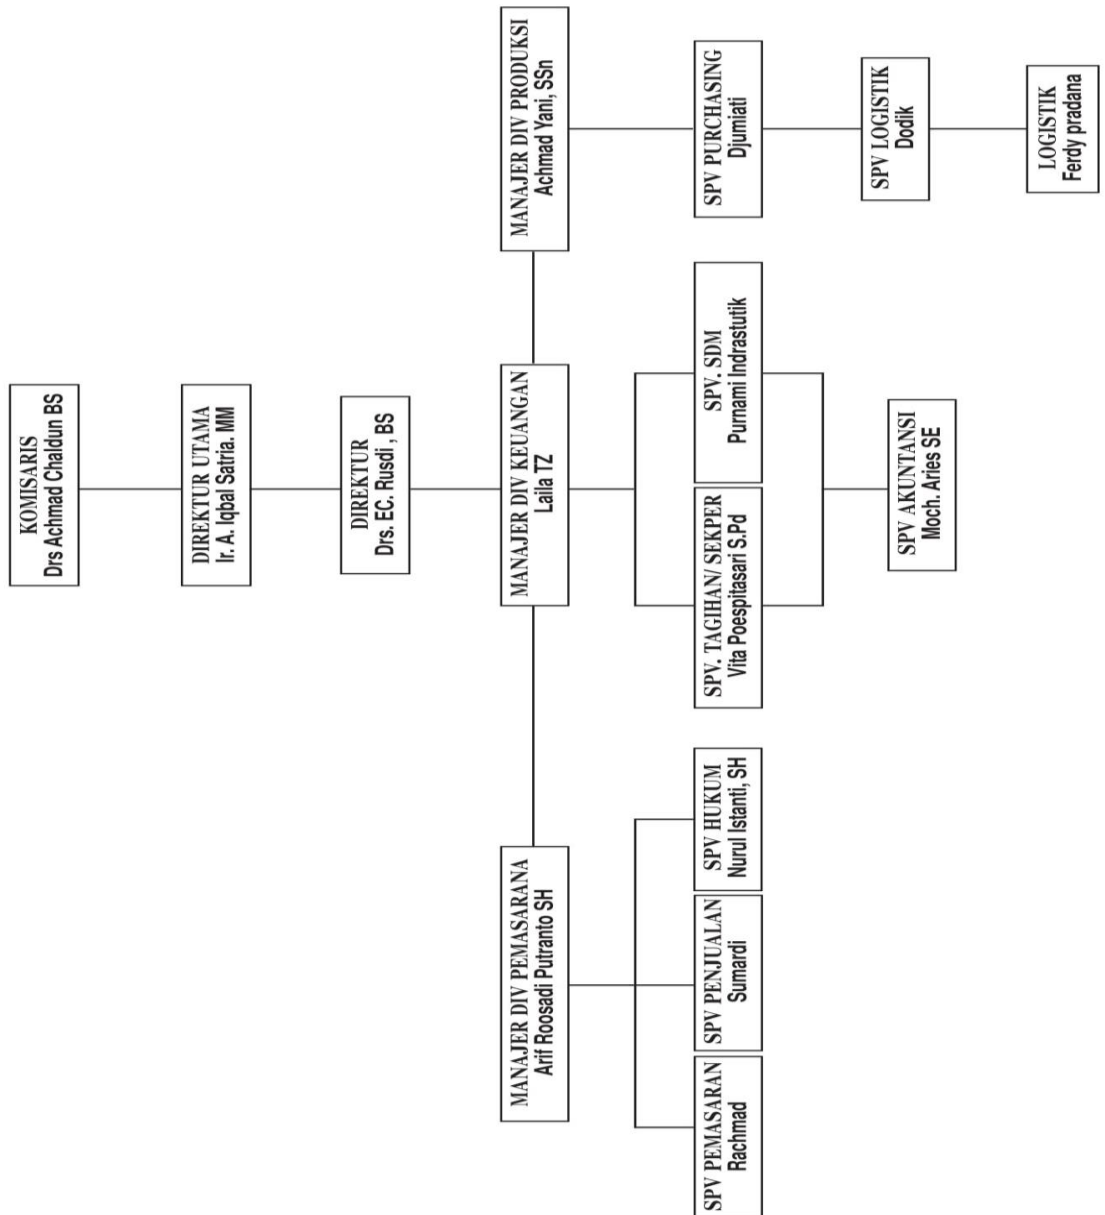 KOMISARIS
Drs Achmad Chaldun BS
DIREKTUR UTAMA
Ir. A. Iqbal Satria. MM
DIREKTUR
Drs. EC. Rusdi , BS
MANAJER DIV PEMASARANA
Arif Roosadi Putranto SH
MANAJER DIV KEUANGAN
Laila TZ
MANAJER DIV PRODUKSI
Achmad Yani, SSn
SPV PEMASARAN
Rachmad
SPV PENJUALAN
Sumardi
SPV HUKUM
Nurul Istanti, SH
SPV. TAGIHAN/ SEKPER
Vita Poespitasari S.Pd
SPV. SDM
Purnami Indrastutik
SPV PURCHASING
Djumiati
SPV AKUNTANSI
Moch. Aries SE
SPV LOGISTIK
Dodik
LOGISTIK
Ferdy pradana